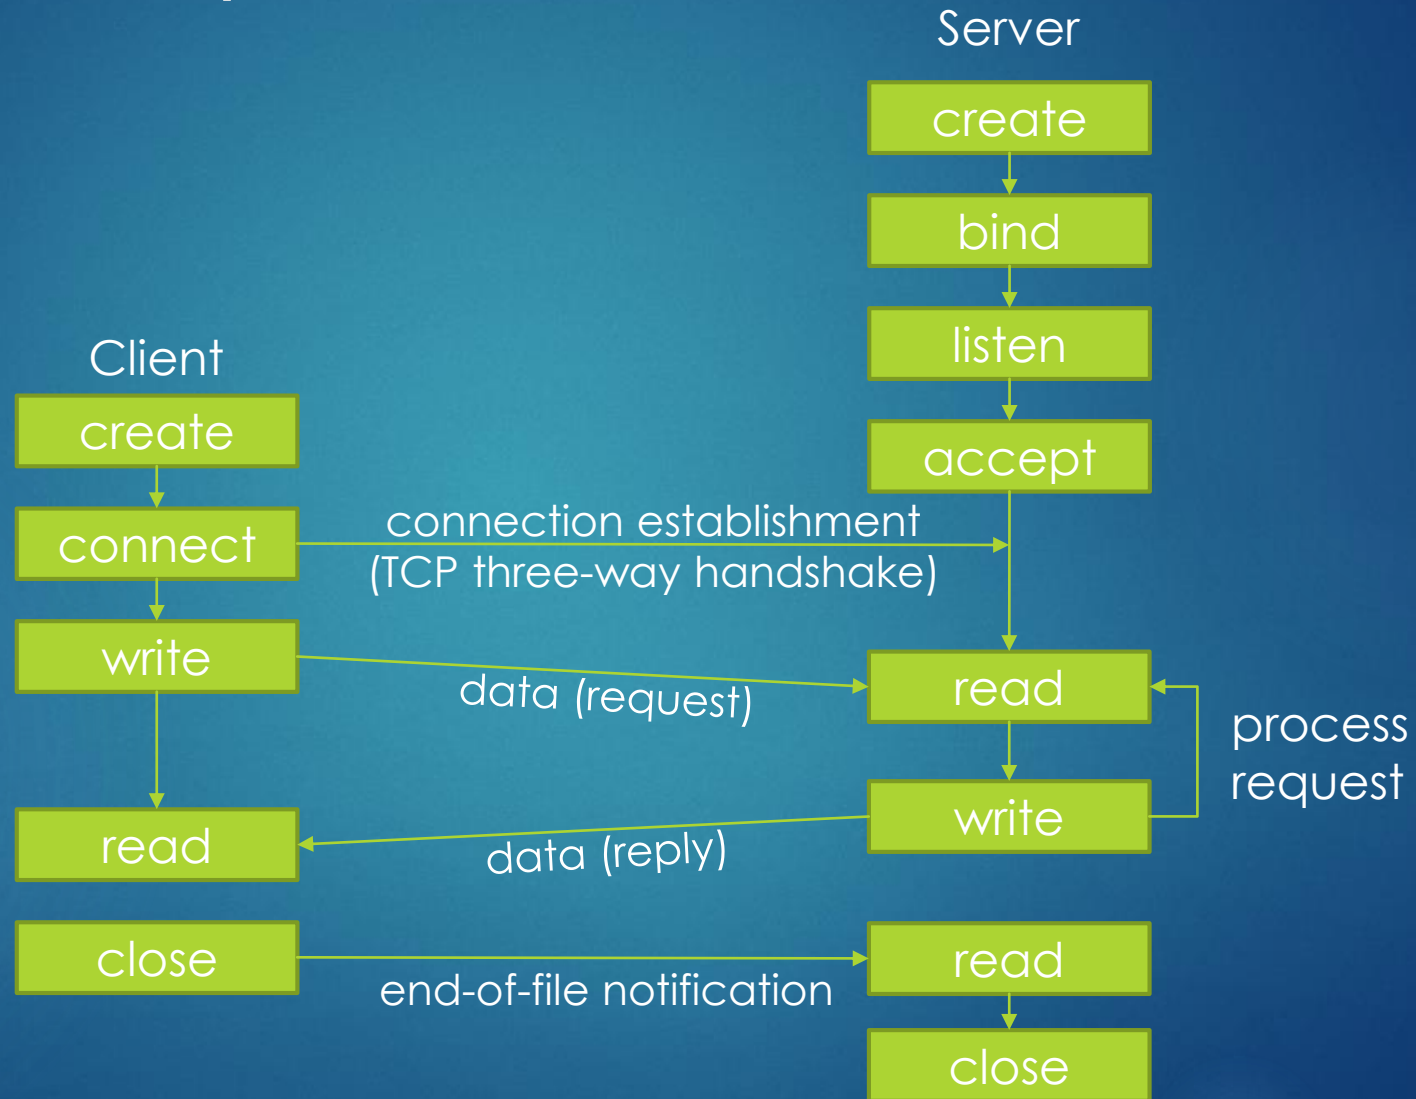 Server
create
bind
listen
accept
Client
create
connect
connection establishment
(TCP three-way handshake)
write
data (request)
read
process
request
write
read
data (reply)
close
end-of-file notification
read
close